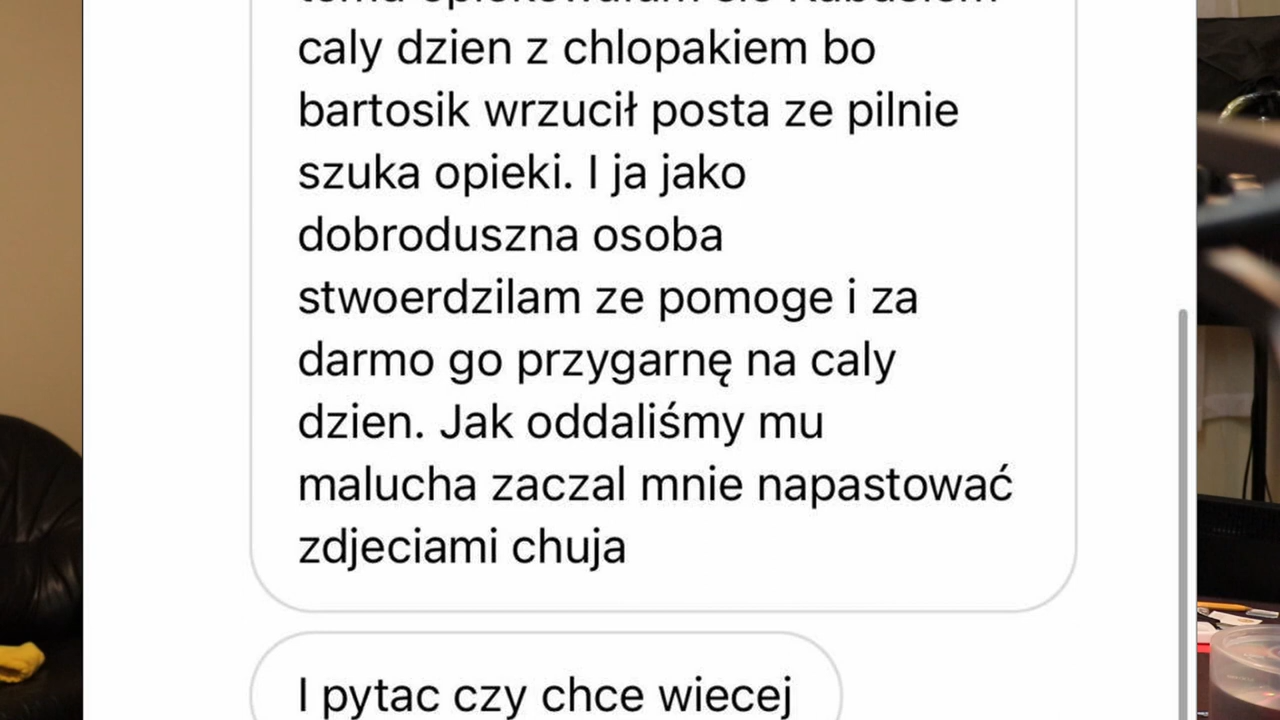 caly dzien z chlopakiem bo
bartosik wrzucił posta ze pilnie
szuka opieki. I ja jako
dobroduszna osoba
stwoerdzilam ze pomoge i za
darmo go przygarnę na caly
dzien. Jak oddaliśmy mu
malucha zaczal mnie napastować
zdjeciami chuja
I pytac czy chce wiecej